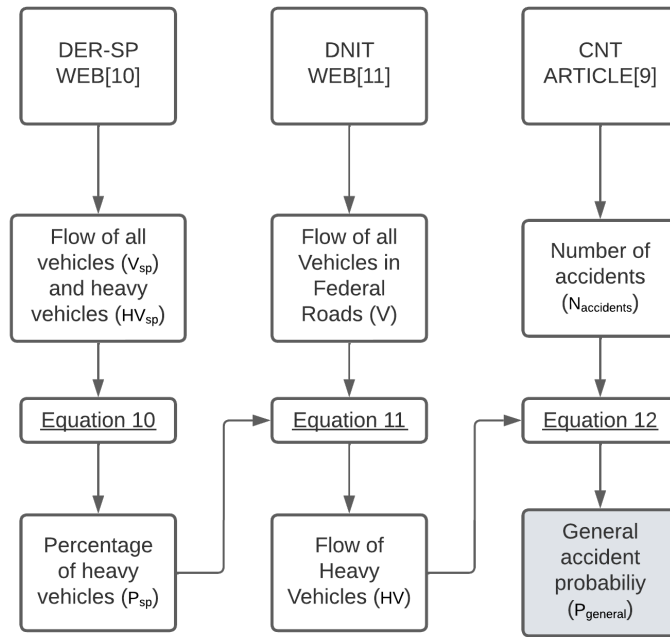 DER-SP
WEB[10]
Flow of all
vehicles (Vsp)
and heavy
vehicles (HVsp)
Equation 10
Percentage
of heavy
vehicles (Psp)
DNIT
WEB[11]
Flow of all
Vehicles in
Federal
Roads (V)
Equation 11
Flow of
Heavy
Vehicles (HV)
CNT
ARTICLE[9]
Number of
accidents
(Naccidents)
Equation 12
General
accident
probabiliy
(Pgeneral)